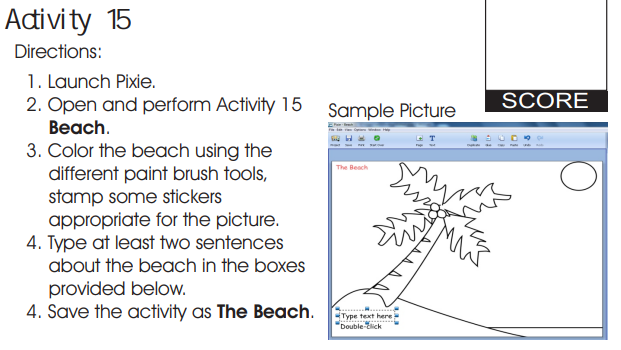 Activity 15
Directions:
1. Launch Pixie.
2. Open and perform Activity 15
Beach.
3. Color the beach using the
different paint brush tools,
stamp some stickers
appropriate for the picture.
4. Type at least two sentences
about the beach in the boxes
provided below.
4. Save the activity as The Beach.
SCORE
Sample Picture
The Beach
Type text here
Double-click